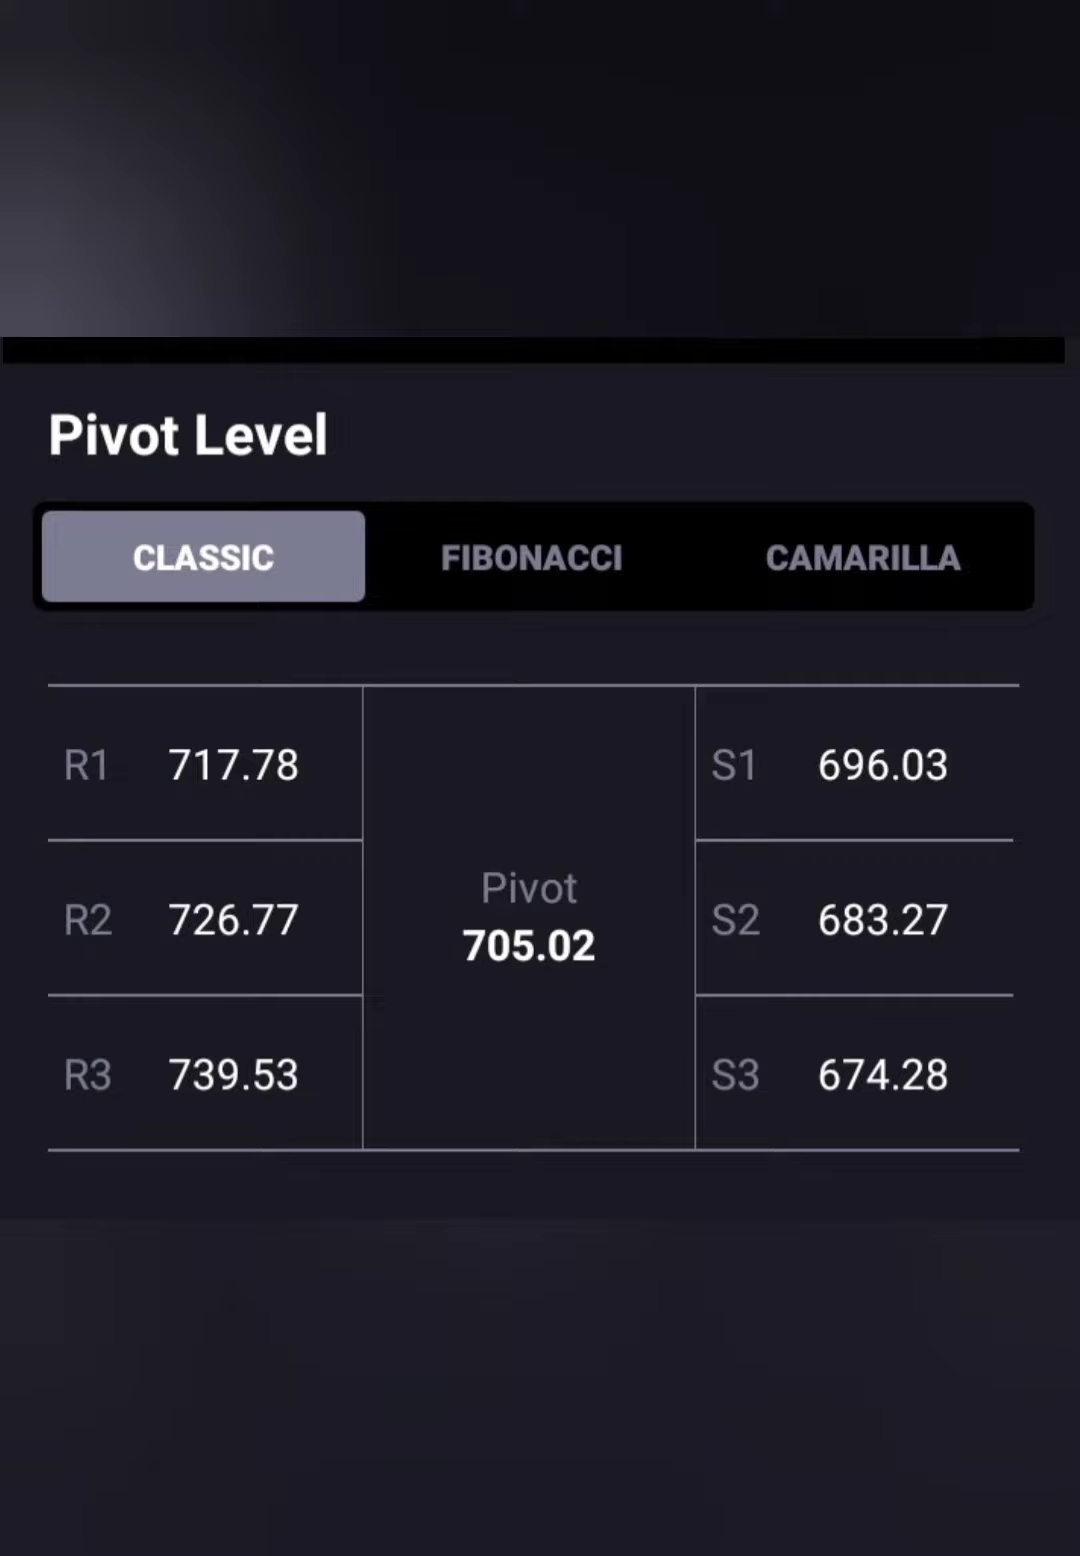 Pivot Level
CLASSIC FIBONACCI CAMARILLA
R1 717.78
R2 726.77
R3 739.53
Pivot
705.02
S1 696.03
S2 683.27
S3 674.28